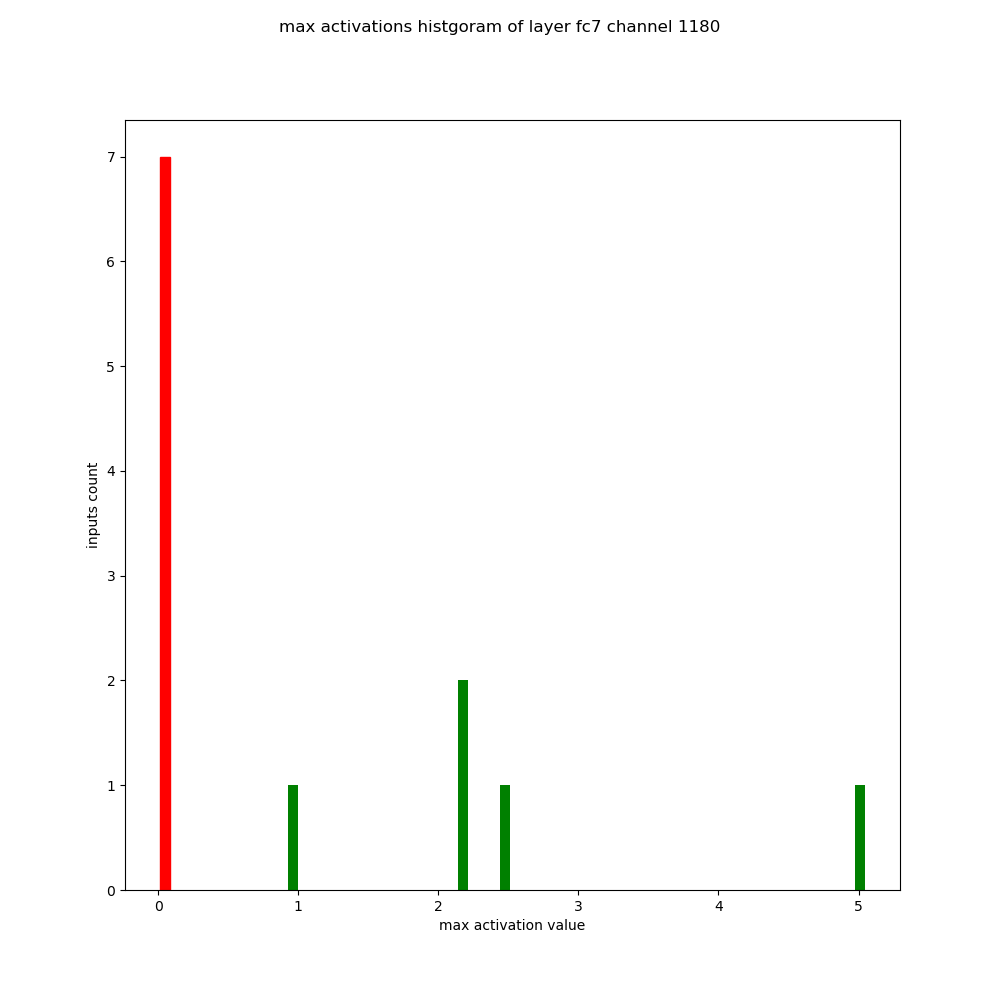 max activations histgoram of layer fc7 channel 1180
7
6
5
4
3
2
1
0
inputs count
0 1 2 3 4 5
max activation value